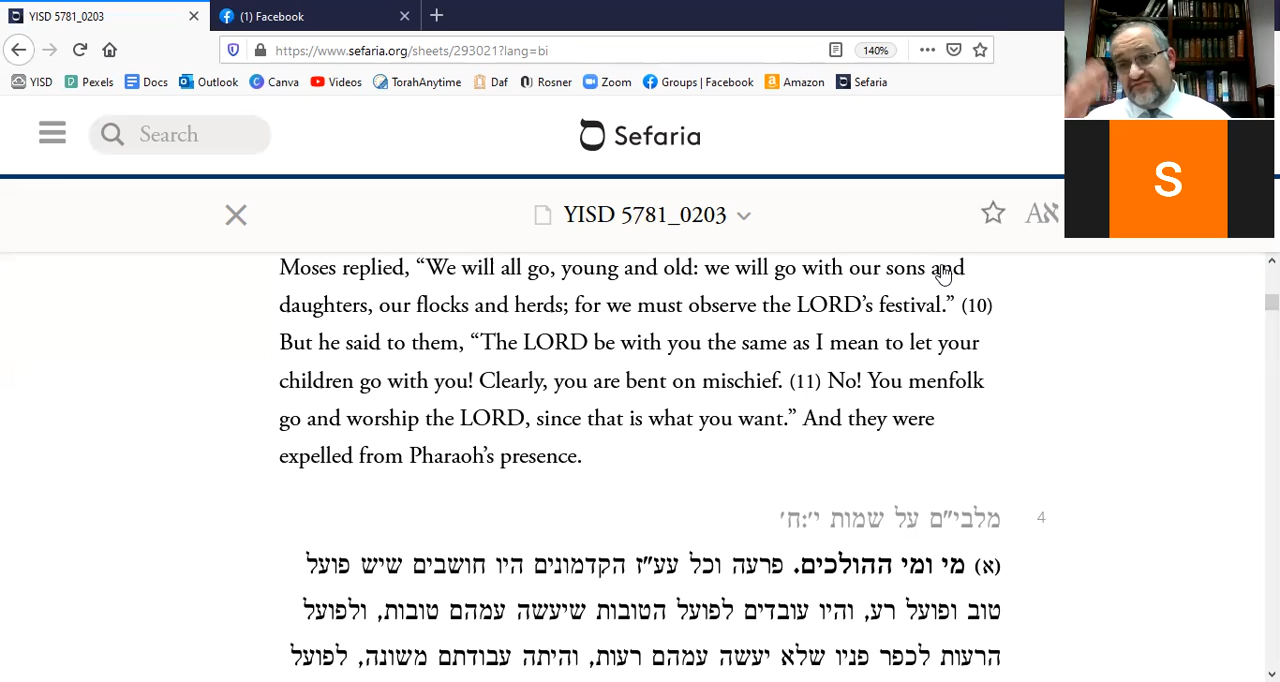 YISD 5781_0203
(1) Facebook
https://www.sefaria.org/sheets/293021?lang=bi
140%
YISD Pexels Docs Outlook Canva Videos TorahAnytime Daf Rosner Zoom Groups | Facebook Amazon Sefaria
Search
Sefaria
S
YISD 5781_0203
Aא
Moses replied, “We will all go, young and old: we will go with our sons and
daughters, our flocks and herds; for we must observe the LORD’s festival.” (10)
But he said to them, “The LORD be with you the same as I mean to let your
children go with you! Clearly, you are bent on mischief. (11) No! You menfolk
go and worship the LORD, since that is what you want.” And they were
expelled from Pharaoh’s presence.
4
מלבי״ם על שמות י׳:ח׳
(א) מי ומי ההולכים. פרעה וכל עע״ז הקדמונים היו חושבים שיש פועל
טוב ופועל רע, והיו עובדים לפועל הטובות שיעשה עמהם טובות, ולפועל
הרעות לכפר פניו שלא יעשה עמהם רעות, והיתה עבודתם משונה, לפועל